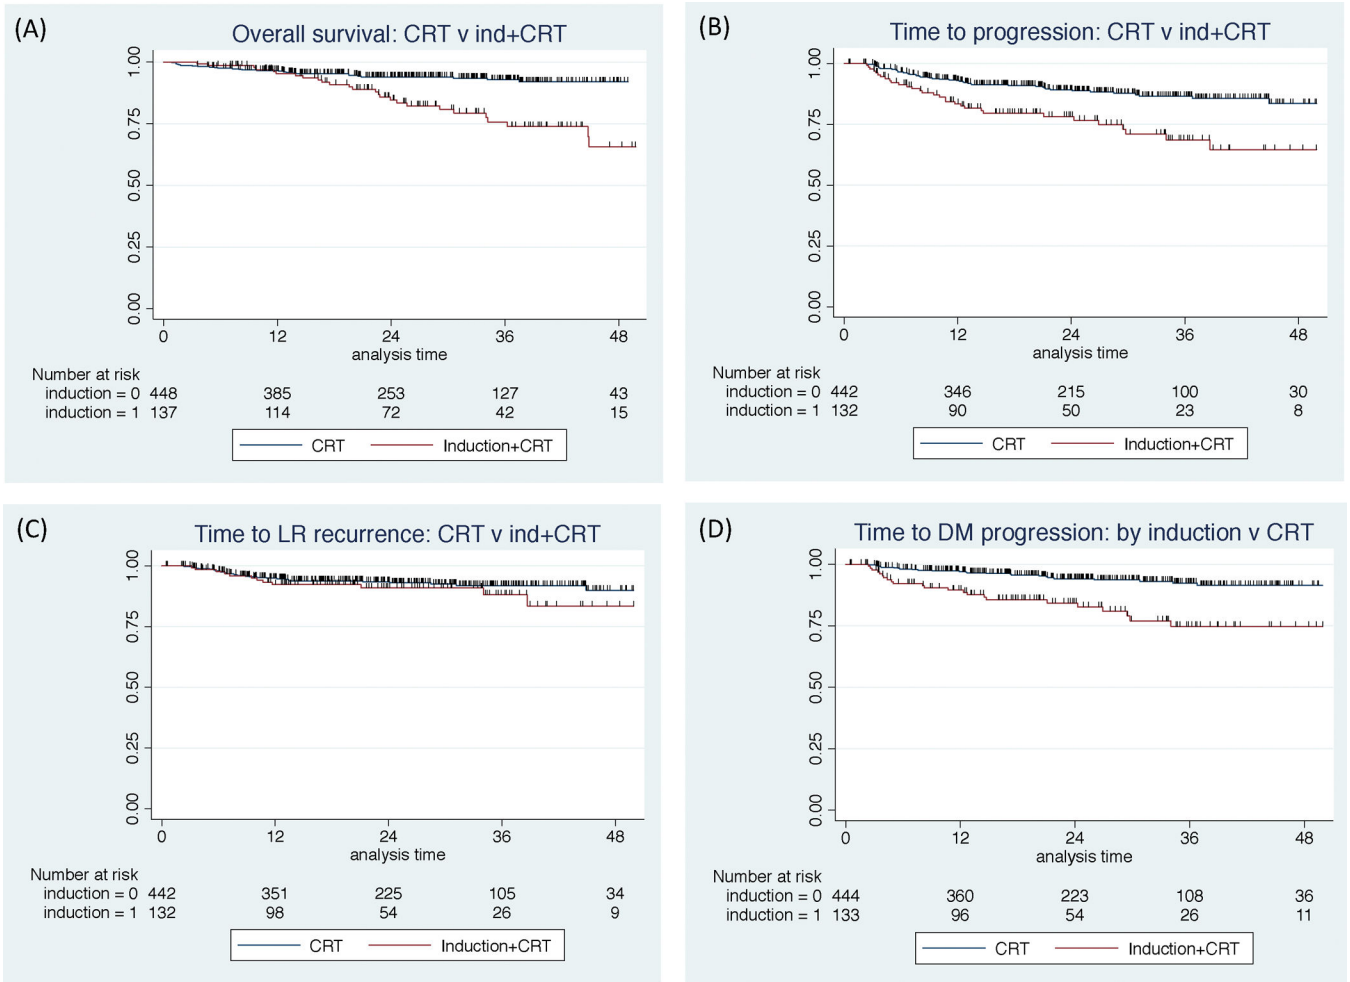 (A)
Overall survival: CRT v ind+CRT
1.00
0.75
0.50
0.25
0.00
0 12 24 36 48
analysis time
Number at risk
induction = 0 448 385 253 127 43
induction = 1 137 114 72 42 15
CRT Induction+CRT
(B)
Time to progression: CRT v ind+CRT
1.00
0.75
0.50
0.25
0.00
0 12 24 36 48
analysis time
Number at risk
induction = 0 442 346 215 100 30
induction = 1 132 90 50 23 8
CRT Induction+CRT
(C)
Time to LR recurrence: CRT v ind+CRT
1.00
0.75
0.50
0.25
0.00
0 12 24 36 48
analysis time
Number at risk
induction = 0 442 351 225 105 34
induction = 1 132 98 54 26 9
CRT Induction+CRT
(D)
Time to DM progression: by induction v CRT
1.00
0.75
0.50
0.25
0.00
0 12 24 36 48
analysis time
Number at risk
induction = 0 444 360 223 108 36
induction = 1 133 96 54 26 11
CRT Induction+CRT